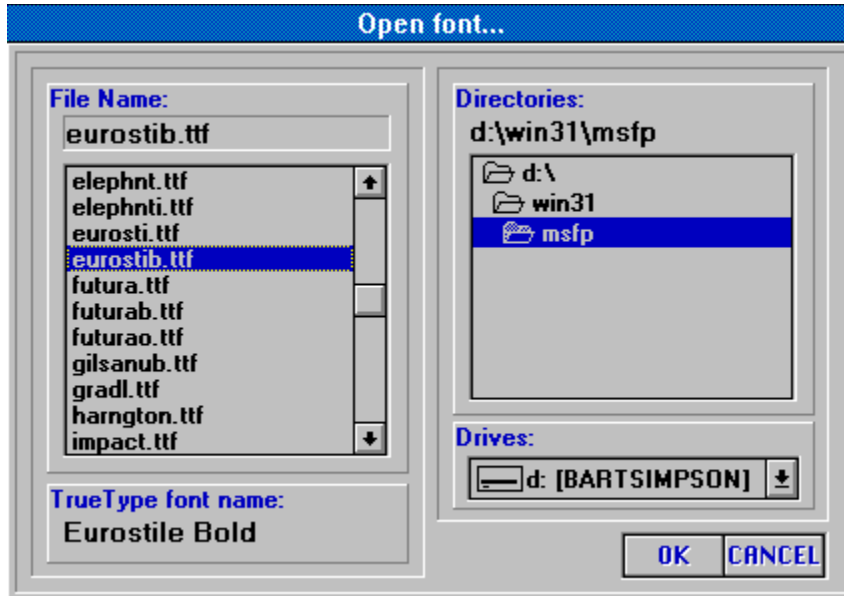 Open font...
File Name:
eurostib.ttf
elephnt.ttf
elephnti.ttf
eurosti.ttf
eurostib.ttf
futura.ttf
futurab.ttf
futurao.ttf
gilsanub.ttf
gradl.ttf
harngton.ttf
impact.ttf
TrueType font name:
Eurostile Bold
Directories:
d:\win31\msfp
d:\
win31
msfp
Drives:
d: [BARTSIMPSON]
OK
CANCEL